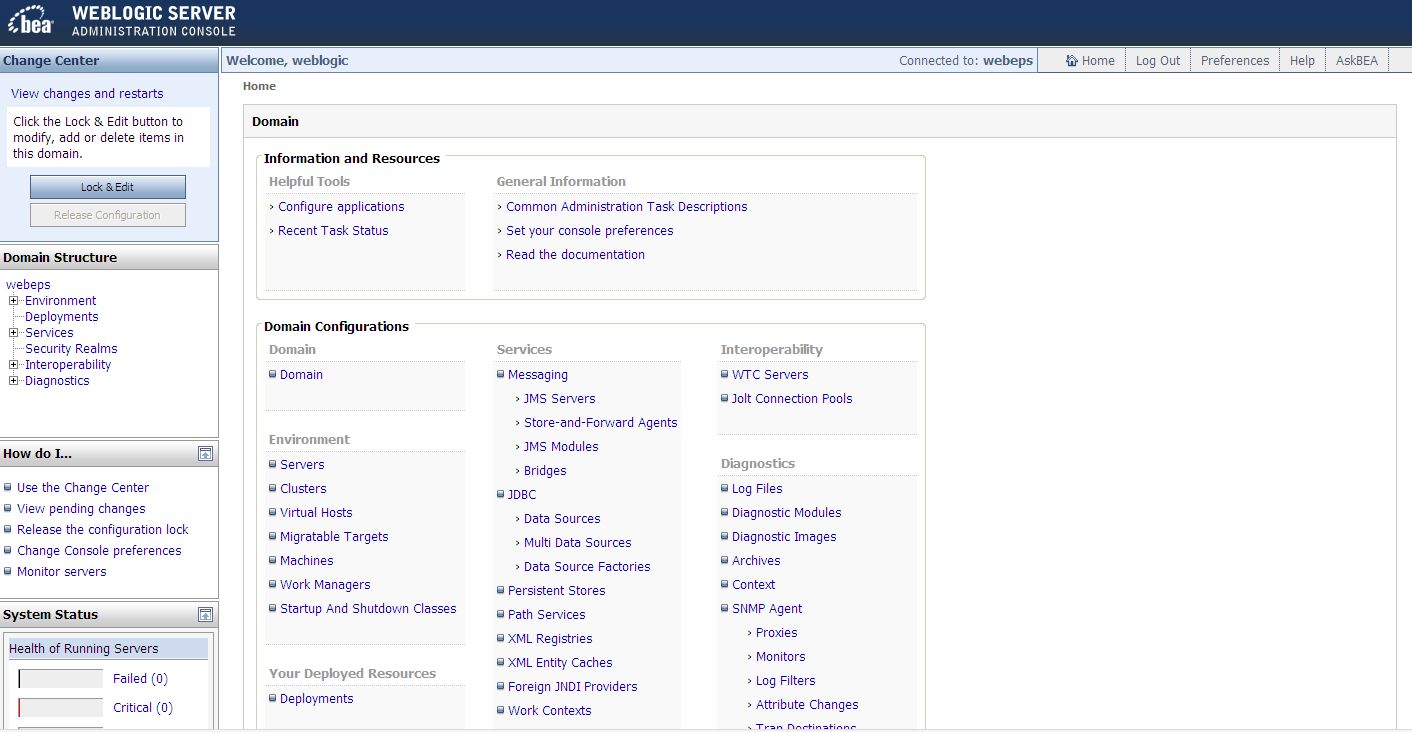 bea
WEBLOGIC SERVER
ADMINISTRATION CONSOLE
Change Center
View changes and restarts
Click the Lock & Edit button to
modify, add or delete items in
this domain.
Lock & Edit
Release Configuration
Domain Structure
webeps
Environment
Deployments
Services
Security Realms
Interoperability
Diagnostics
How do I...
Use the Change Center
View pending changes
Release the configuration lock
Change Console preferences
Monitor servers
System Status
Health of Running Servers
Failed (0)
Critical (0)
Welcome, weblogic
Connected to: webeps
Home
Log Out
Preferences
Help
AskBEA
Home
Domain
Information and Resources
Helpful Tools
› Configure applications
› Recent Task Status
General Information
› Common Administration Task Descriptions
› Set your console preferences
› Read the documentation
Domain Configurations
Domain
Domain
Environment
Servers
Clusters
Virtual Hosts
Migratable Targets
Machines
Work Managers
Startup And Shutdown Classes
Your Deployed Resources
Deployments
Services
Messaging
› JMS Servers
› Store-and-Forward Agents
› JMS Modules
› Bridges
JDBC
› Data Sources
› Multi Data Sources
› Data Source Factories
Persistent Stores
Path Services
XML Registries
XML Entity Caches
Foreign JNDI Providers
Work Contexts
Interoperability
WTC Servers
Jolt Connection Pools
Diagnostics
Log Files
Diagnostic Modules
Diagnostic Images
Archives
Context
SNMP Agent
› Proxies
› Monitors
› Log Filters
› Attribute Changes
› Trap Destinations